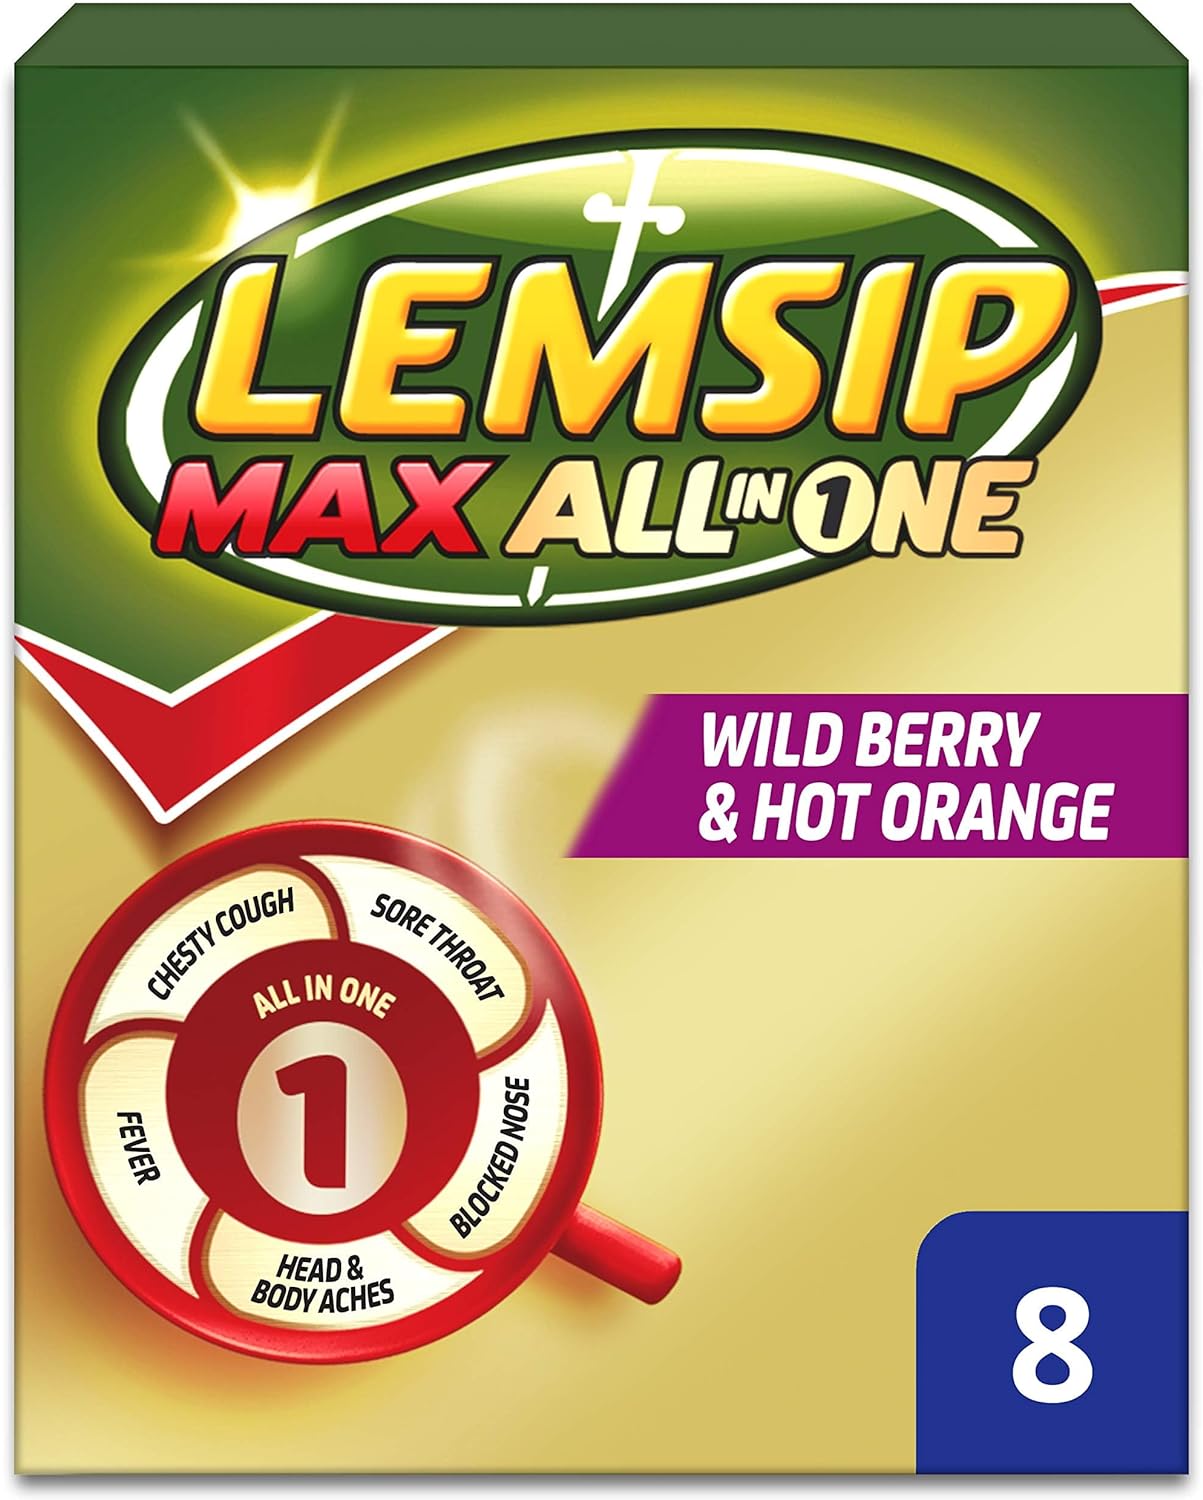 LEMSIP
MAX ALL IN 1 ONE
WILD BERRY
& HOT ORANGE
CHESTY COUGH
SORE THROAT
BLOCKED NOSE
HEAD &
BODY ACHES
FEVER
ALL IN ONE
1
8